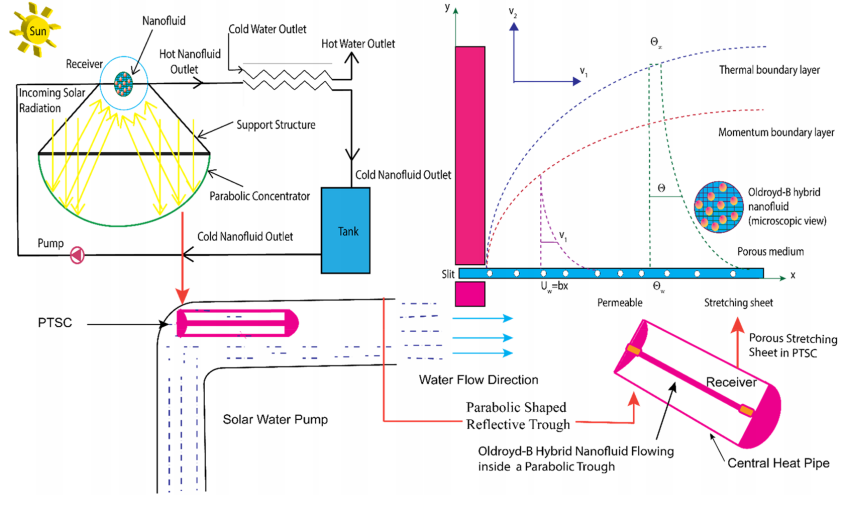 Sun
Nanofluid
Cold Water Outlet
Hot Nanofluid
Outlet
Hot Water Outlet
Receiver
Incoming Solar
Radiation
Support Structure
Cold Nanofluid Outlet
Parabolic Concentrator
Tank
Pump
Cold Nanofluid Outlet
PTSC
Solar Water Pump
Water Flow Direction
Parabolic Shaped
Reflective Trough
Oldroyd-B Hybrid Nanofluid Flowing
inside a Parabolic Trough
Receiver
Central Heat Pipe
Porous Stretching
Sheet in PTSC
y
v₂
v₁
Thermal boundary layer
Momentum boundary layer
Θ
v₁
Oldroyd-B hybrid
nanofluid
(microscopic view)
Porous medium
Slit
x
U_w=bx
Θ_w
Permeable
Stretching sheet